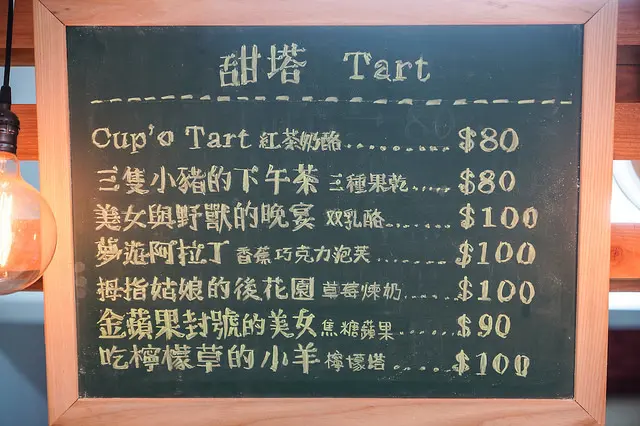 甜塔 Tart
Cup'o Tart 紅茶奶酪.......... $80
三隻小豬的下午茶 三種果乾..... $80
美女與野獸的晚宴 双乳酪....... $100
夢遊阿拉丁 香蕉巧克力泡芙....... $100
拇指姑娘的後花園 草莓煉奶...... $100
金蘋果封號的美女 焦糖蘋果...... $90
吃檸檬草的小羊 檸檬塔...... $100